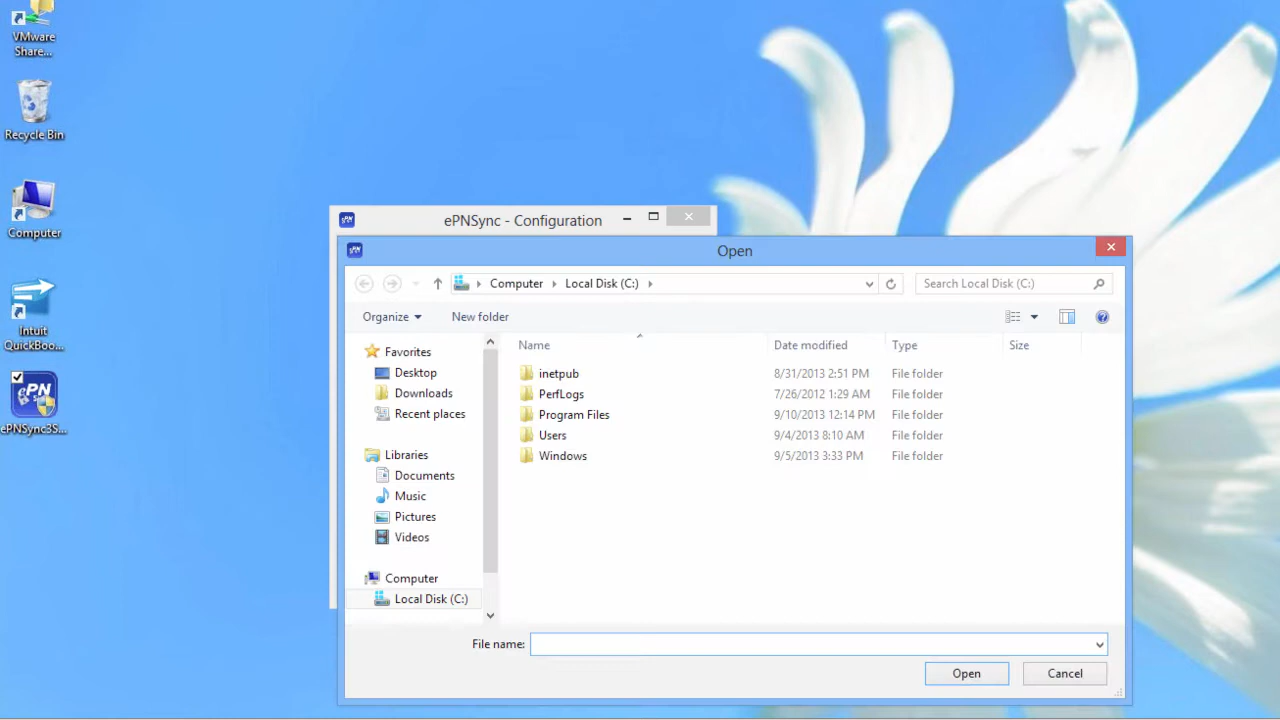 VMware
Share...
Recycle Bin
Computer
Intuit
QuickBoo...
ePN
ePNSync3S...
ePN
ePNSync - Configuration
ePN
Open
Computer
Local Disk (C:)
Search Local Disk (C:)
Organize
New folder
Name
Date modified
Type
Size
Favorites
Desktop
Downloads
Recent places
Libraries
Documents
Music
Pictures
Videos
Computer
Local Disk (C:)
inetpub 8/31/2013 2:51 PM File folder
PerfLogs 7/26/2012 1:29 AM File folder
Program Files 9/10/2013 12:14 PM File folder
Users 9/4/2013 8:10 AM File folder
Windows 9/5/2013 3:33 PM File folder
File name:
Open
Cancel